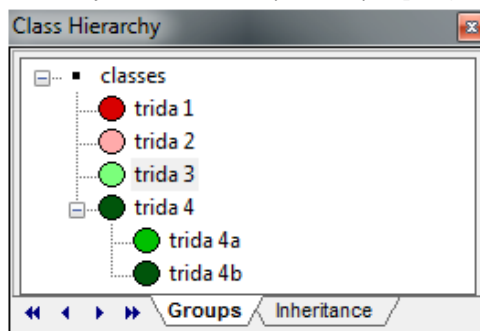 Class Hierarchy
classes
trida 1
trida 2
trida 3
trida 4
trida 4a
trida 4b
Groups Inheritance